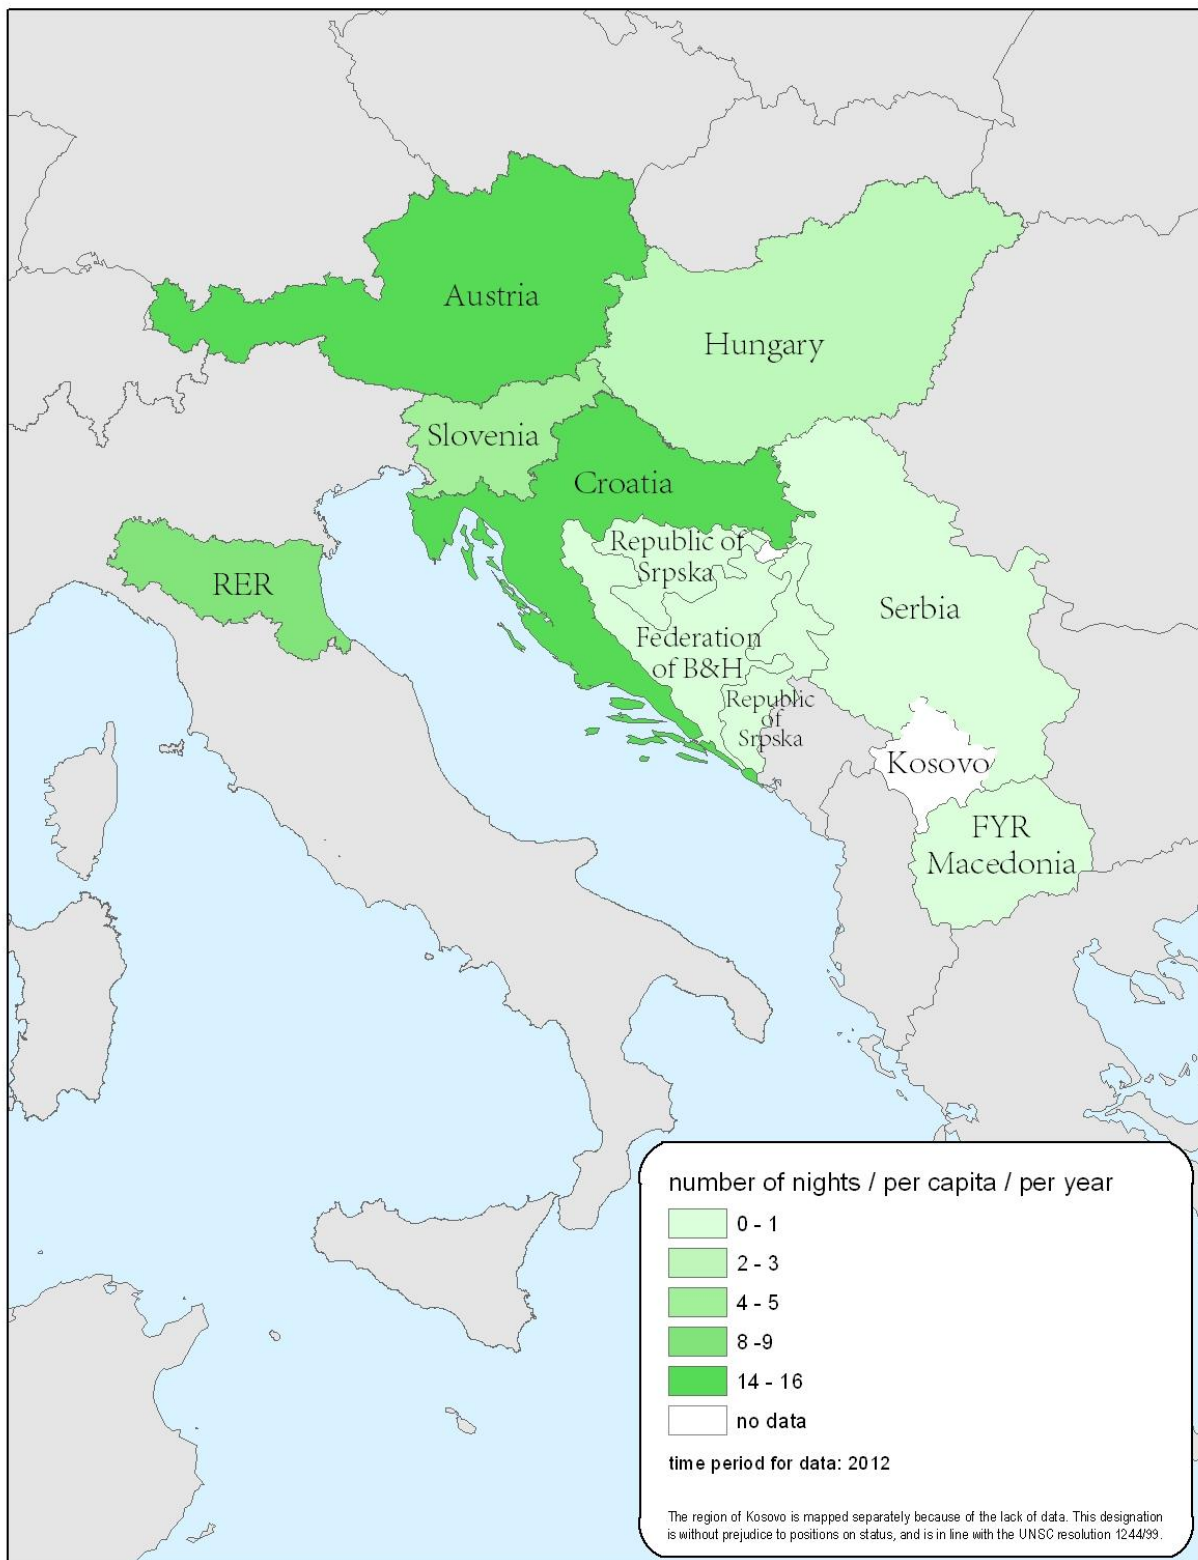 Austria
Hungary
Slovenia
Croatia
RER
Republic of
Srpska
Serbia
Federation
of B&H
Republic
of
Srpska
Kosovo
FYR
Macedonia
number of nights / per capita / per year
0 - 1
2 - 3
4 - 5
8 -9
14 - 16
no data
time period for data: 2012
The region of Kosovo is mapped separately because of the lack of data. This designation
is without prejudice to positions on status, and is in line with the UNSC resolution 1244/99.